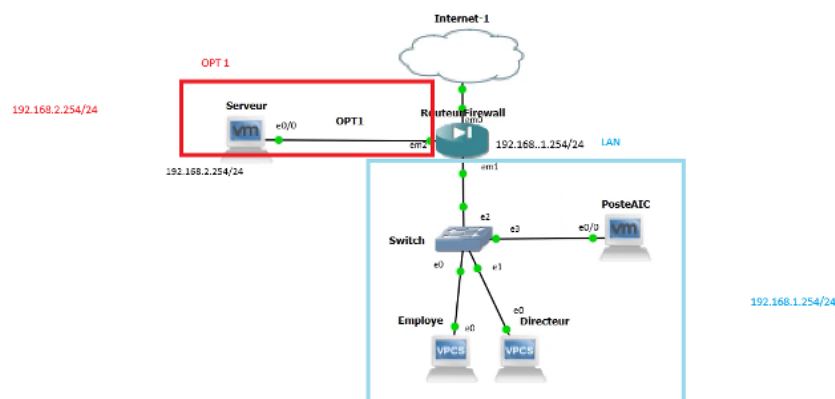 Internet-1
OPT 1
192.168.2.254/24
Serveur
RouteurFirewall
em0
e0/0
OPT1
em2
192.168..1.254/24
LAN
192.168.2.254/24
em1
PosteAIC
e2
e3
e0/0
Switch
e0
e1
192.168.1.254/24
Employe
e0
e0
Directeur
VPCS
VPCS
vm
vm